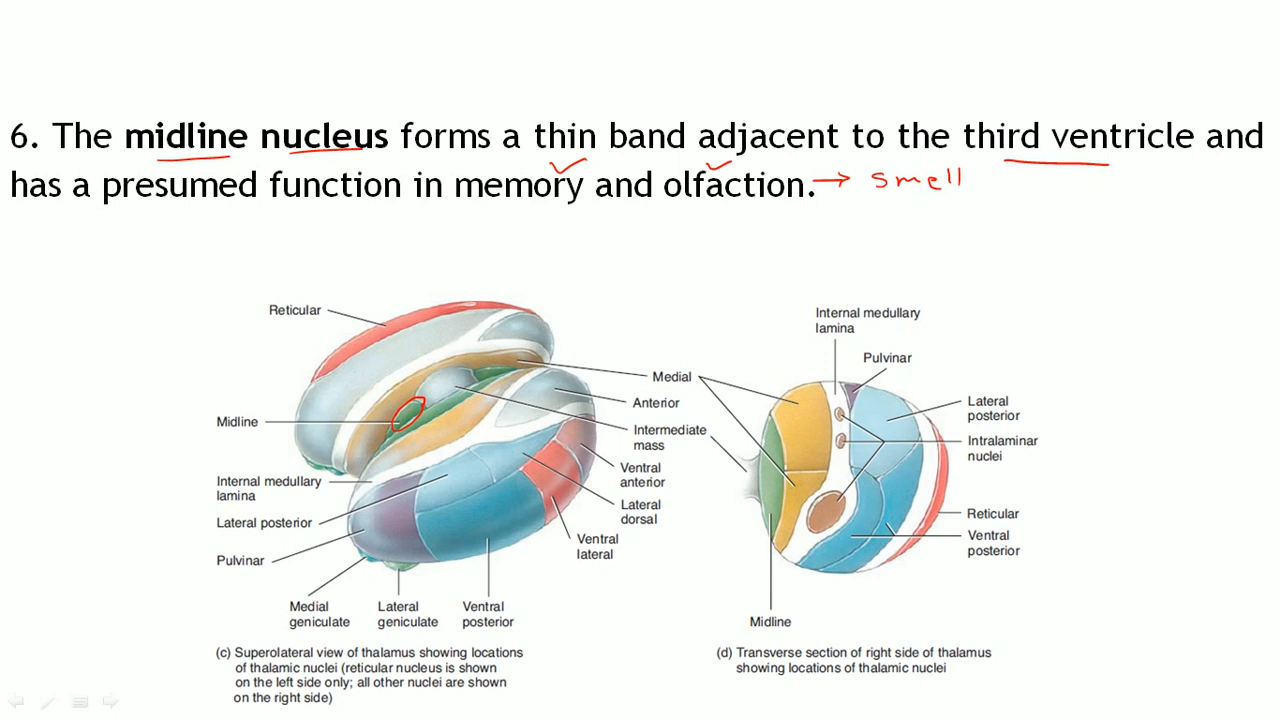 6. The midline nucleus forms a thin band adjacent to the third ventricle and
has a presumed function in memory and olfaction. → smell
Reticular
Midline
Internal medullary
lamina
Lateral posterior
Pulvinar
Medial
geniculate
Lateral
geniculate
Ventral
posterior
Medial
Anterior
Intermediate
mass
Ventral
anterior
Lateral
dorsal
Ventral
lateral
(c) Superolateral view of thalamus showing locations
of thalamic nuclei (reticular nucleus is shown
on the left side only; all other nuclei are shown
on the right side)
Internal medullary
lamina
Pulvinar
Lateral
posterior
Intralaminar
nuclei
Reticular
Ventral
posterior
Midline
(d) Transverse section of right side of thalamus
showing locations of thalamic nuclei